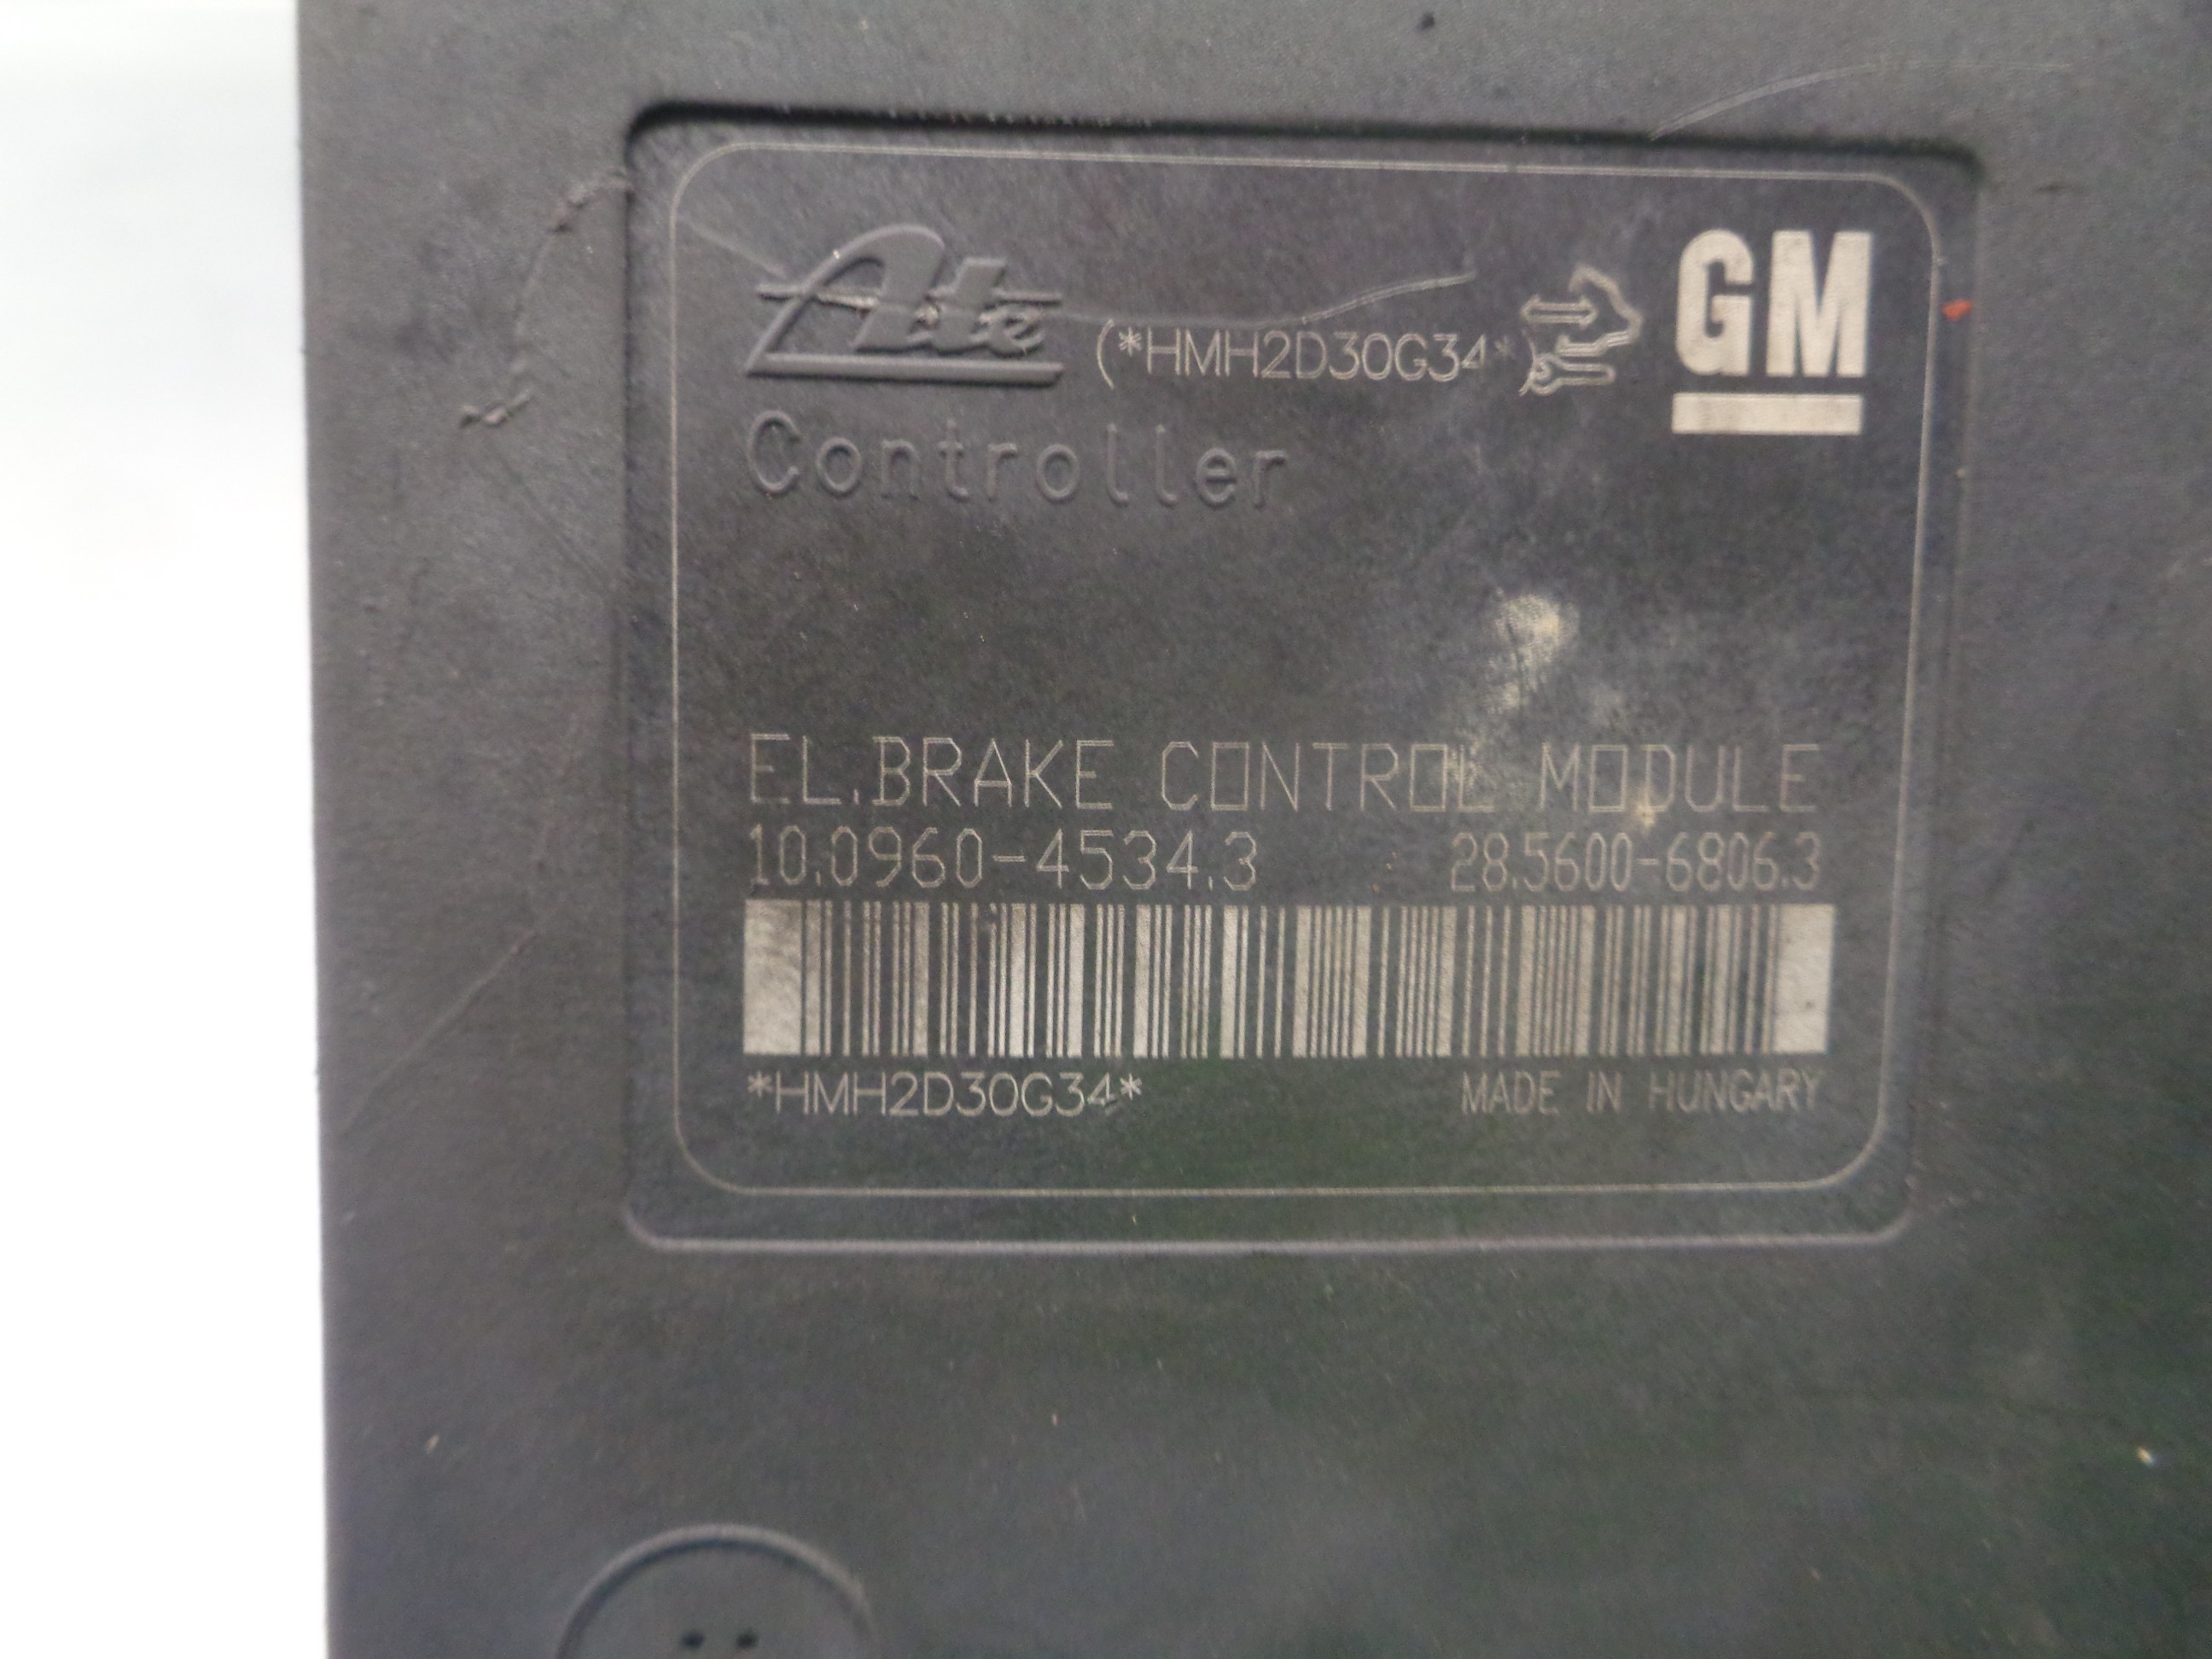 Ate (*HMH2D30G34* GM
Controller
EL.BRAKE CONTROL MODULE
10.0960-4534.3 28.5600-6806.3
*HMH2D30G34* MADE IN HUNGARY